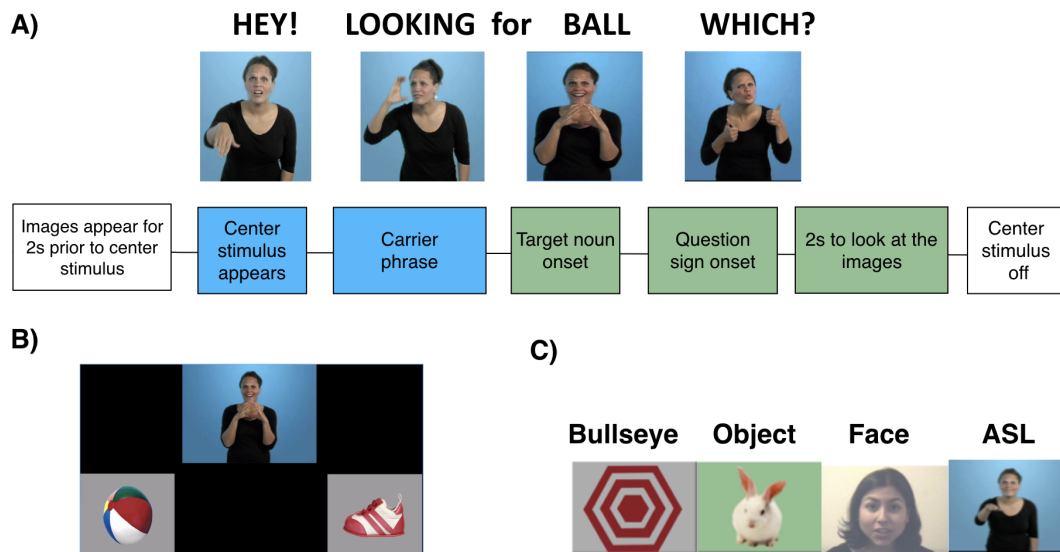 A)
HEY! LOOKING for BALL WHICH?
Images appear for
2s prior to center
stimulus
Center
stimulus
appears
Carrier
phrase
Target noun
onset
Question
sign onset
2s to look at the
images
Center
stimulus
off
B)
C)
Bullseye Object Face ASL